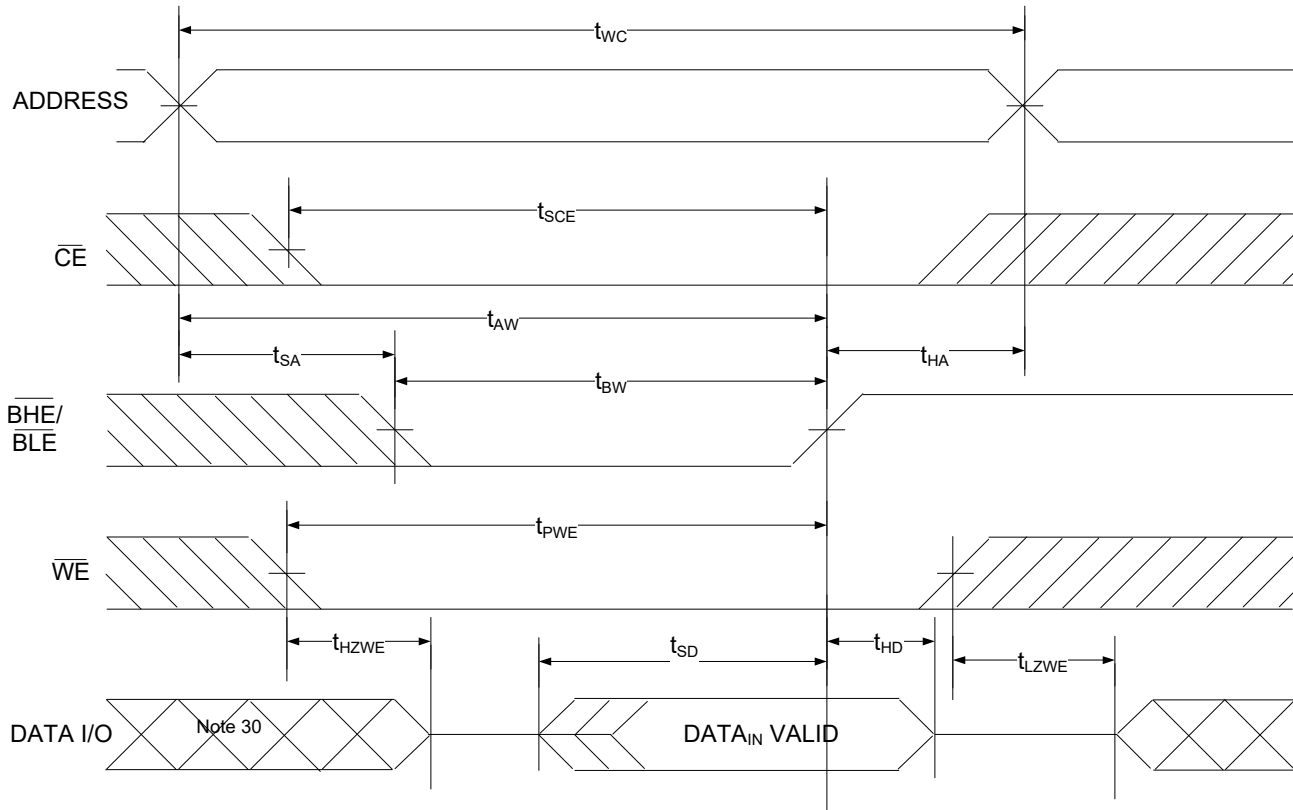 tWC
ADDRESS
tSCE
CE
tAW
tSA
tHA
tBW
BHE/
BLE
tPWE
WE
tHZWE
tSD
tHD
tLZWE
DATA I/O
Note 30
DATAIN VALID